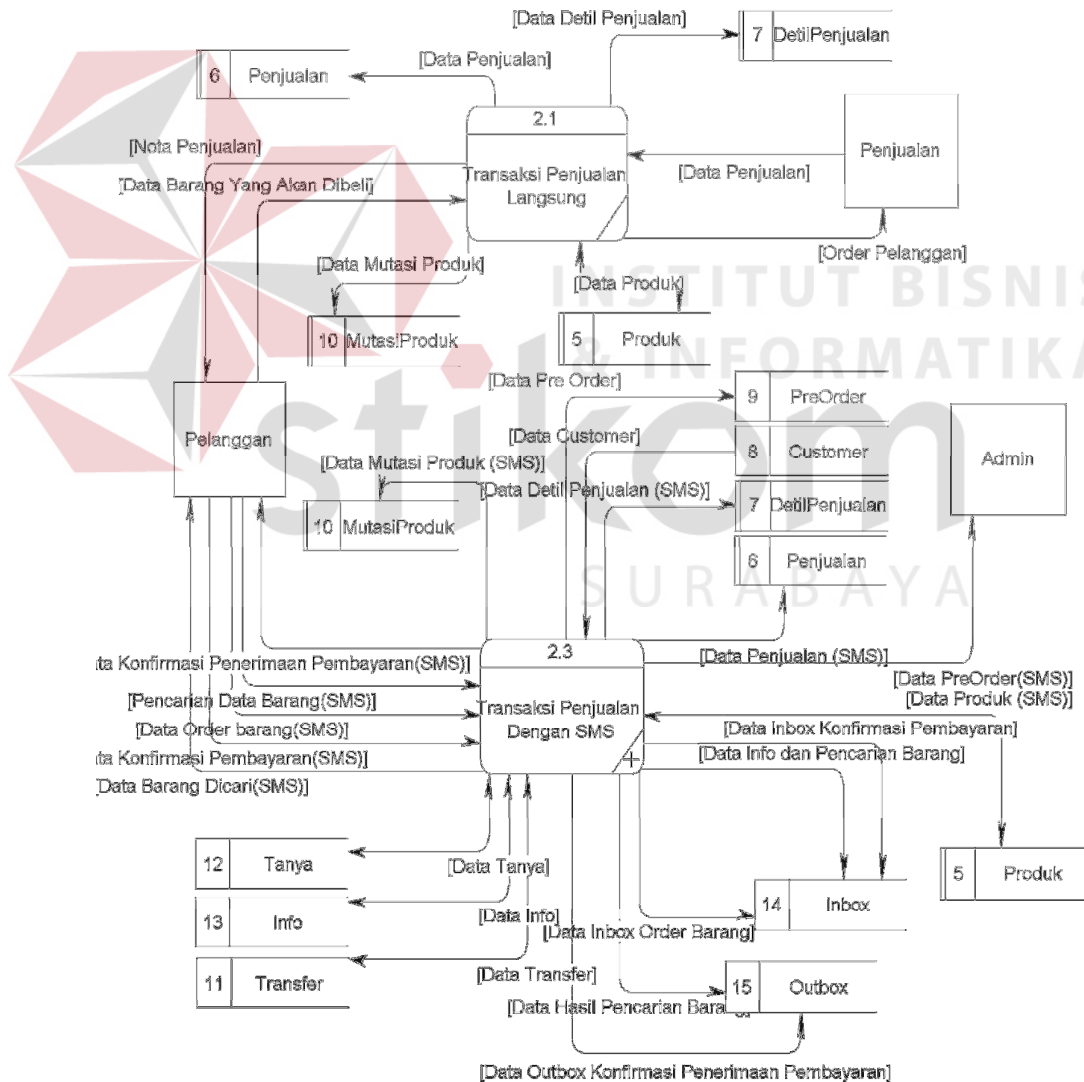 [Data Detil Penjualan]
7 DetilPenjualan
6 Penjualan
[Data Penjualan]
2.1
Transaksi Penjualan
Langsung
Penjualan
[Data Penjualan]
[Nota Penjualan]
[Data Barang Yang Akan Dibeli]
[Order Pelanggan]
[Data Mutasi Produk]
[Data Produk]
INSTITUT BISNIS
& INFORMATIKA
stikom
SURABAYA
10 MutasiProduk
5 Produk
[Data Pre Order]
9 PreOrder
Pelanggan
[Data Customer]
8 Customer
Admin
[Data Mutasi Produk (SMS)]
[Data Detil Penjualan (SMS)]
7 DetilPenjualan
10 MutasiProduk
6 Penjualan
2.3
Transaksi Penjualan
Dengan SMS
[Data Penjualan (SMS)]
ita Konfirmasi Penerimaan Pembayaran(SMS)]
[Data PreOrder(SMS)]
[Pencarian Data Barang(SMS)]
[Data Produk (SMS)]
[Data Order barang(SMS)]
[Data Inbox Konfirmasi Pembayaran]
ita Konfirmasi Pembayaran(SMS)]
[Data Info dan Pencarian Barang]
[Data Barang Dicari(SMS)]
12 Tanya
[Data Tanya]
5 Produk
13 Info
[Data Info]
14 Inbox
[Data Inbox Order Barang]
11 Transfer
[Data Transfer]
15 Outbox
[Data Hasil Pencarian Barang]
[Data Outbox Konfirmasi Penerimaan Pembayaran]